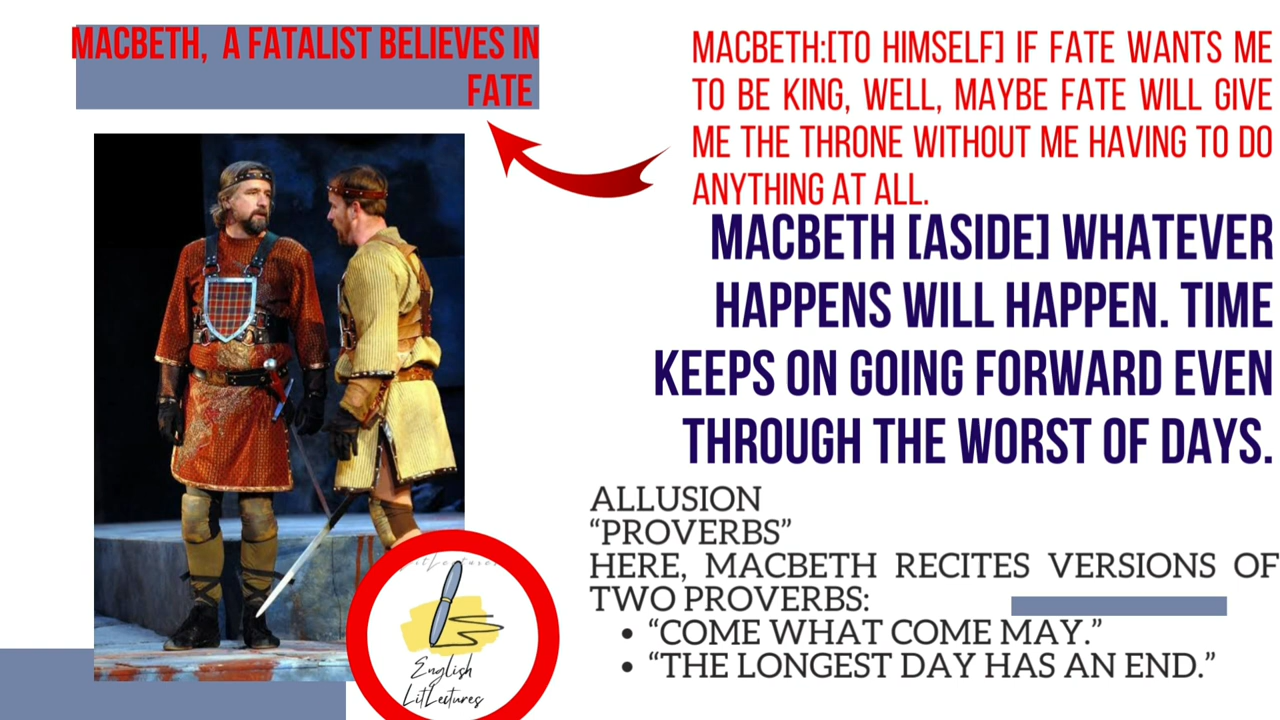 MACBETH, A FATALIST BELIEVES IN
FATE
MACBETH:[TO HIMSELF] IF FATE WANTS ME
TO BE KING, WELL, MAYBE FATE WILL GIVE
ME THE THRONE WITHOUT ME HAVING TO DO
ANYTHING AT ALL.
MACBETH [ASIDE] WHATEVER
HAPPENS WILL HAPPEN. TIME
KEEPS ON GOING FORWARD EVEN
THROUGH THE WORST OF DAYS.
ALLUSION
“PROVERBS”
HERE, MACBETH RECITES VERSIONS OF
TWO PROVERBS:
• “COME WHAT COME MAY.”
• “THE LONGEST DAY HAS AN END.”
English
LitLectures